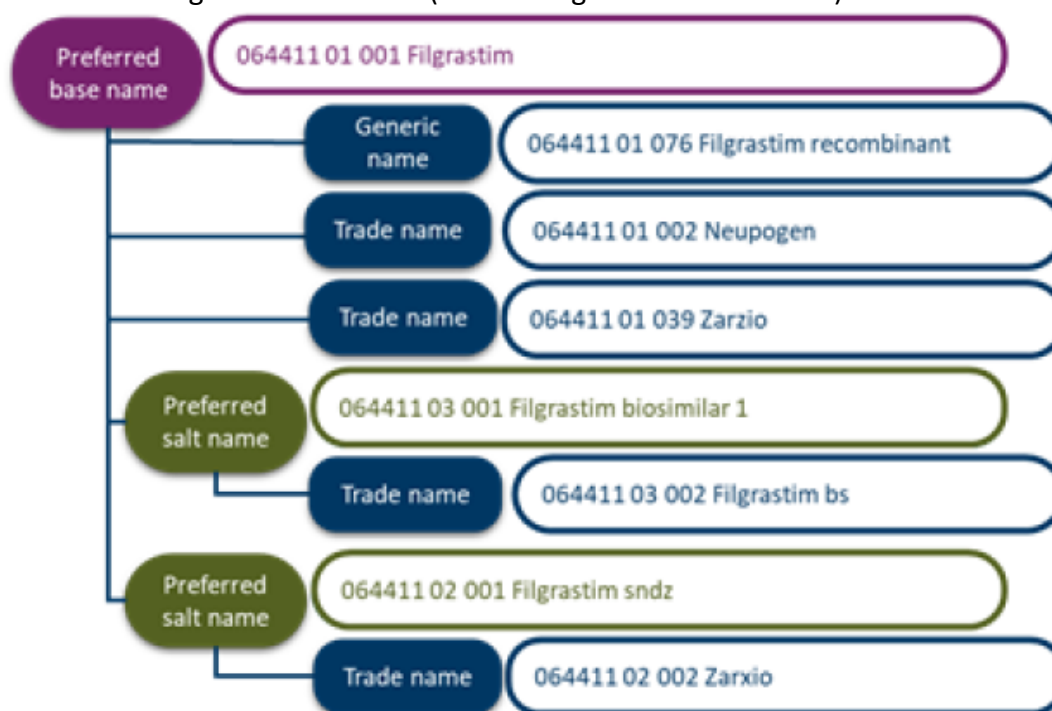 Preferred
base name
064411 01 001 Filgrastim
Generic
name
064411 01 076 Filgrastim recombinant
Trade name
064411 01 002 Neupogen
Trade name
064411 01 039 Zarzio
Preferred
salt name
064411 03 001 Filgrastim biosimilar 1
Trade name
064411 03 002 Filgrastim bs
Preferred
salt name
064411 02 001 Filgrastim sndz
Trade name
064411 02 002 Zarxio